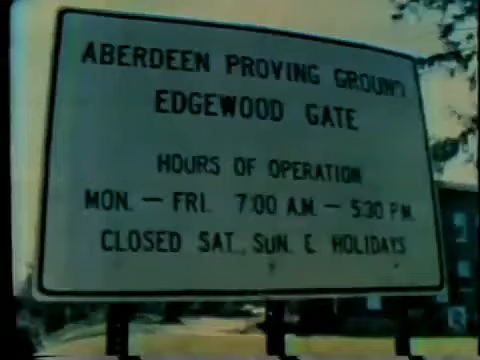 ABERDEEN PROVING GROUND
EDGEWOOD GATE
HOURS OF OPERATION
MON. — FRI. 7:00 A.M. — 5:30 P.M.
CLOSED SAT., SUN. & HOLIDAYS